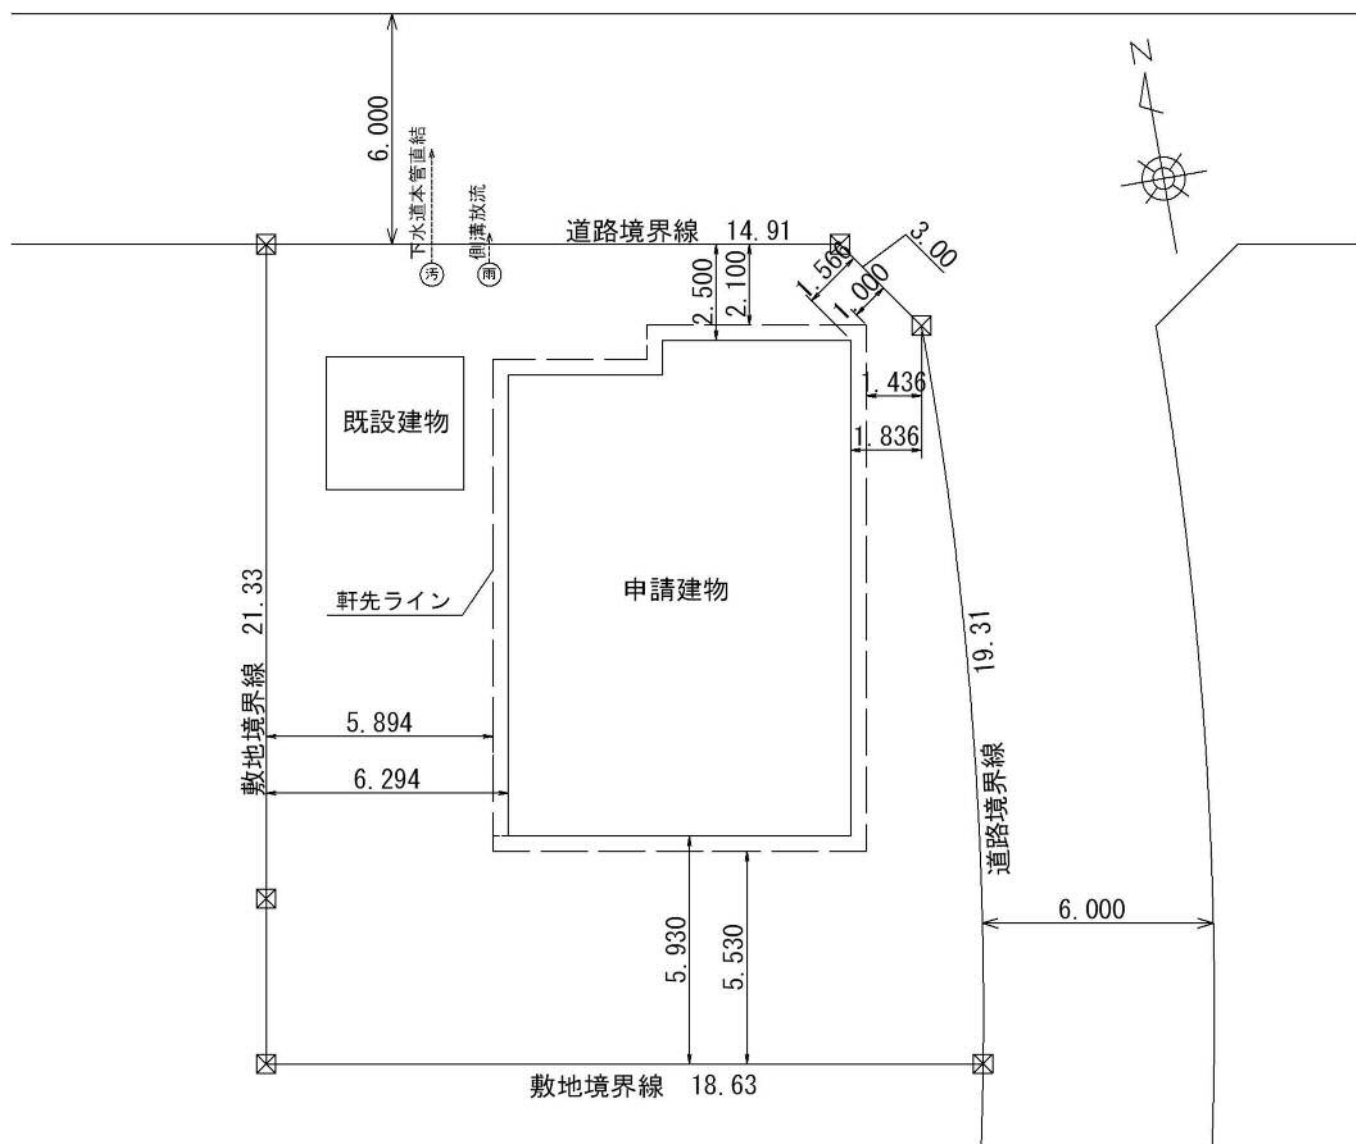 N
6.000
下水道本管直結
側溝放流
汚
雨
道路境界線 14.91
3.00
1.566
1.000
2.500
2.100
1.436
1.836
既設建物
申請建物
軒先ライン
敷地境界線 21.33
19.31
道路境界線
5.894
6.294
6.000
5.930
5.530
敷地境界線 18.63